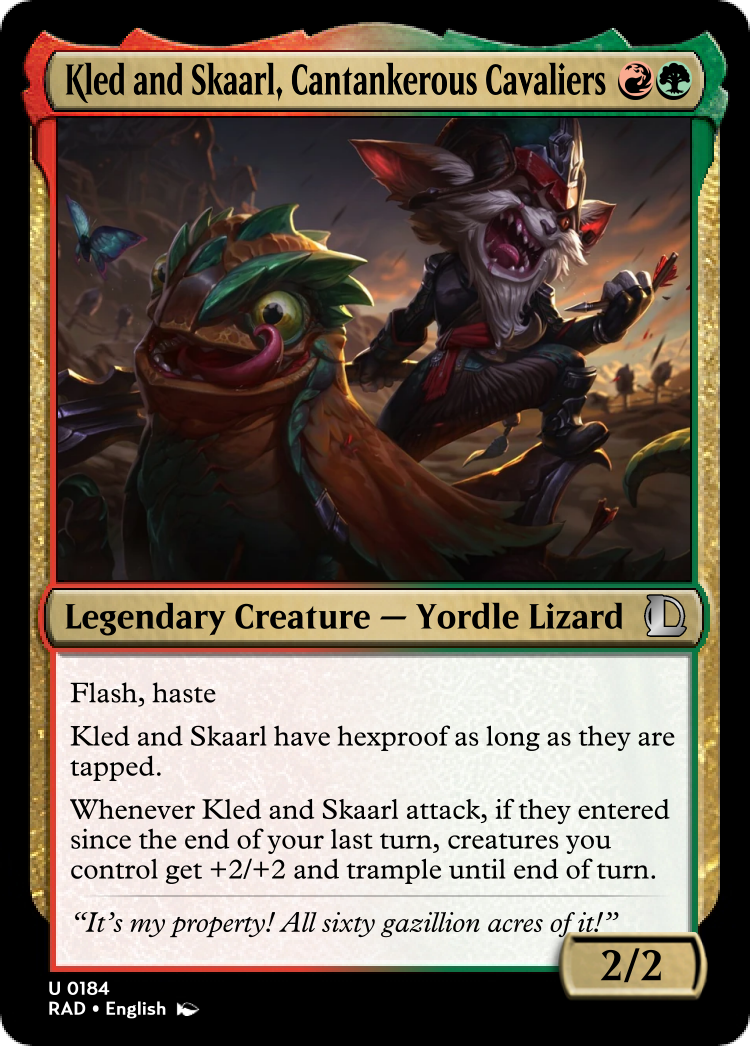 Kled and Skaarl, Cantankerous Cavaliers
Legendary Creature — Yordle Lizard
Flash, haste
Kled and Skaarl have hexproof as long as they are
tapped.
Whenever Kled and Skaarl attack, if they entered
since the end of your last turn, creatures you
control get +2/+2 and trample until end of turn.
“It’s my property! All sixty gazillion acres of it!”
2/2
U 0184
RAD • English